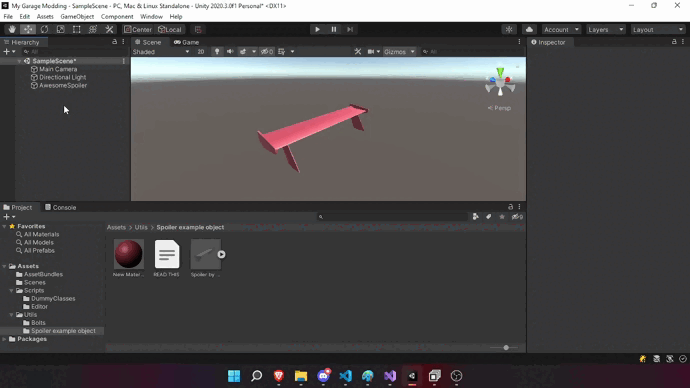 My Garage Modding - SampleScene - PC, Mac & Linux Standalone - Unity 2020.3.0f1 Personal* <DX11>
File Edit Assets GameObject Component Window Help
Center Local Account Layers Layout
Hierarchy Scene Game Inspector
All Shaded 2D 0 Gizmos All
SampleScene*
Main Camera
Directional Light
AwesomeSpoiler
Persp
Project Console
Favorites
All Materials
All Models
All Prefabs
Assets
AssetBundles
Scenes
Scripts
DummyClasses
Editor
Utils
Bolts
Spoiler example object
Packages
Assets Utils Spoiler example object
New Mater... READ THIS Spoiler by ...